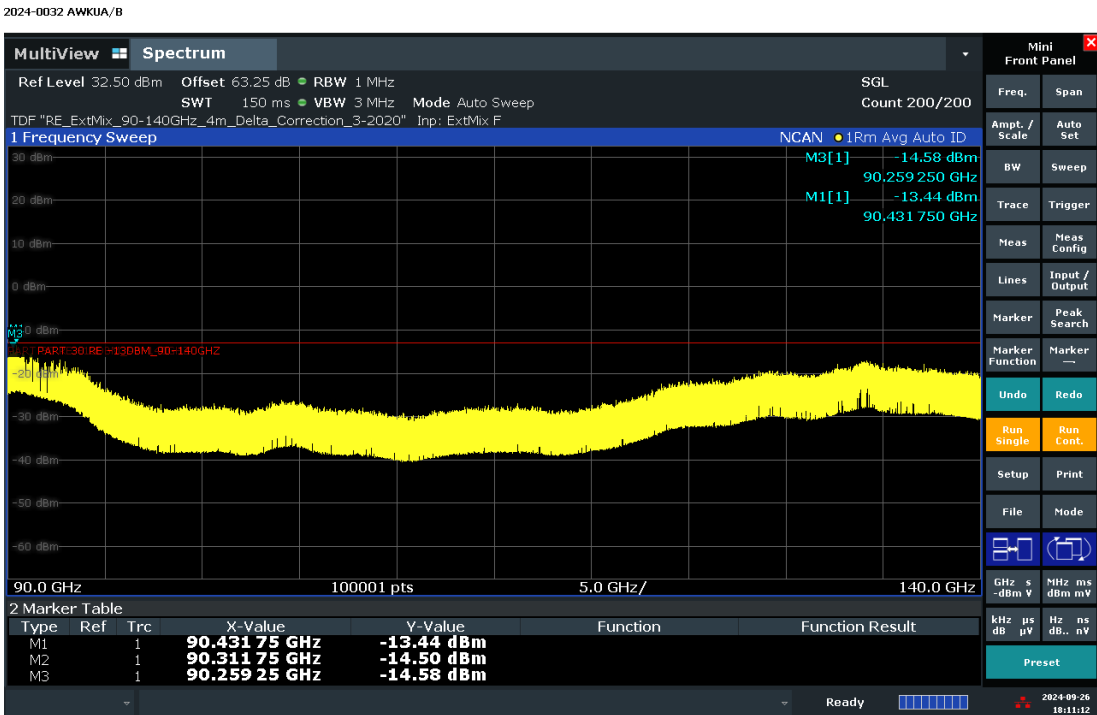 2024-0032 AWKUA/B
MultiView Spectrum
Ref Level 32.50 dBm Offset 63.25 dB RBW 1 MHz SGL
SWT 150 ms VBW 3 MHz Mode Auto Sweep Count 200/200
TDF "RE_ExtMix_90-140GHz_4m_Delta_Correction_3-2020" Inp: ExtMix F
1 Frequency Sweep NCAN 1Rm Avg Auto ID
30 dBm M3[1] -14.58 dBm
90.259 250 GHz
20 dBm M1[1] -13.44 dBm
90.431 750 GHz
10 dBm
0 dBm
M3 0 dBm
PART 30 RE -13DBM_90-140GHZ
-20 dBm
-30 dBm
-40 dBm
-50 dBm
-60 dBm
90.0 GHz 100001 pts 5.0 GHz/ 140.0 GHz
2 Marker Table
Type Ref Trc X-Value Y-Value Function Function Result
M1 1 90.431 75 GHz -13.44 dBm
M2 1 90.311 75 GHz -14.50 dBm
M3 1 90.259 25 GHz -14.58 dBm
Ready
Mini
Front Panel
Freq. Span
Ampt. / Scale Auto Set
BW Sweep
Trace Trigger
Meas Meas Config
Lines Input / Output
Marker Peak Search
Marker Function Marker →
Undo Redo
Run Single Run Cont.
Setup Print
File Mode
GHz s -dBm V MHz ms dBm mV
kHz µs dB µV Hz ns dB.. nV
Preset
2024-09-26
18:11:12